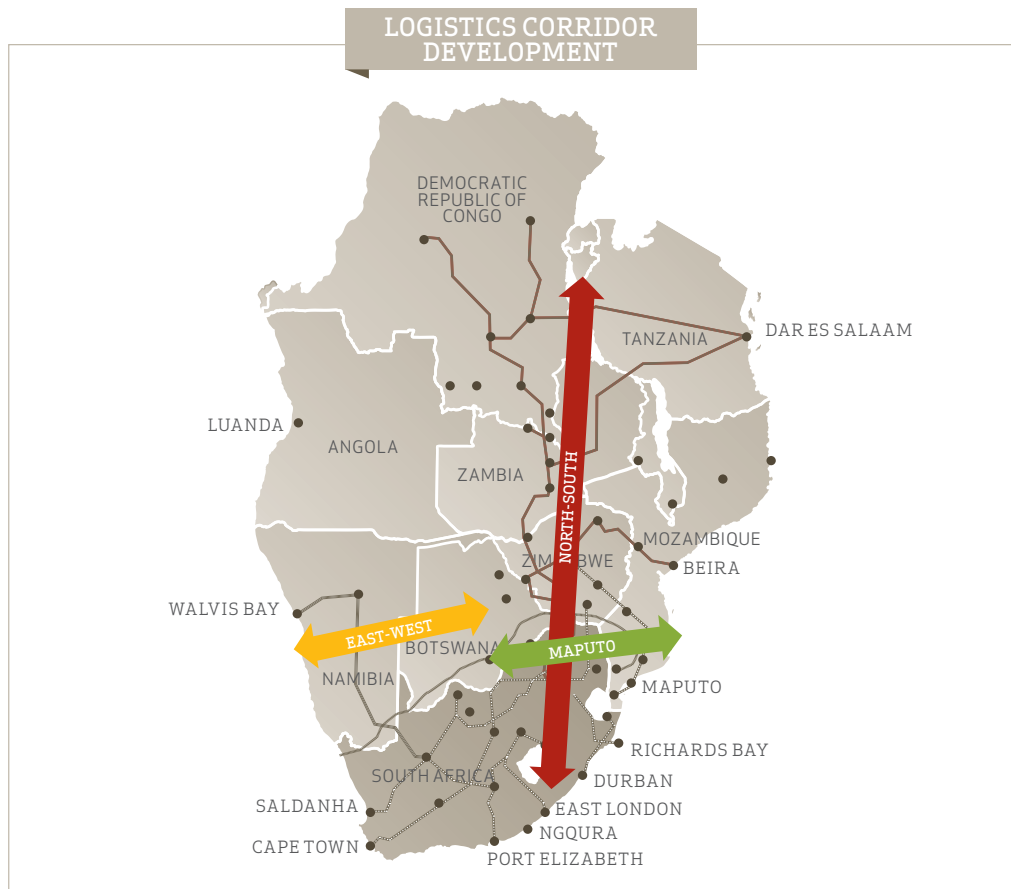 LOGISTICS CORRIDOR
DEVELOPMENT
DEMOCRATIC
REPUBLIC OF
CONGO
TANZANIA
DAR ES SALAAM
LUANDA
ANGOLA
ZAMBIA
NORTH-SOUTH
MOZAMBIQUE
ZIMBABWE
BEIRA
WALVIS BAY
EAST-WEST
BOTSWANA
MAPUTO
NAMIBIA
MAPUTO
RICHARDS BAY
SOUTH AFRICA
DURBAN
SALDANHA
EAST LONDON
NGQURA
CAPE TOWN
PORT ELIZABETH